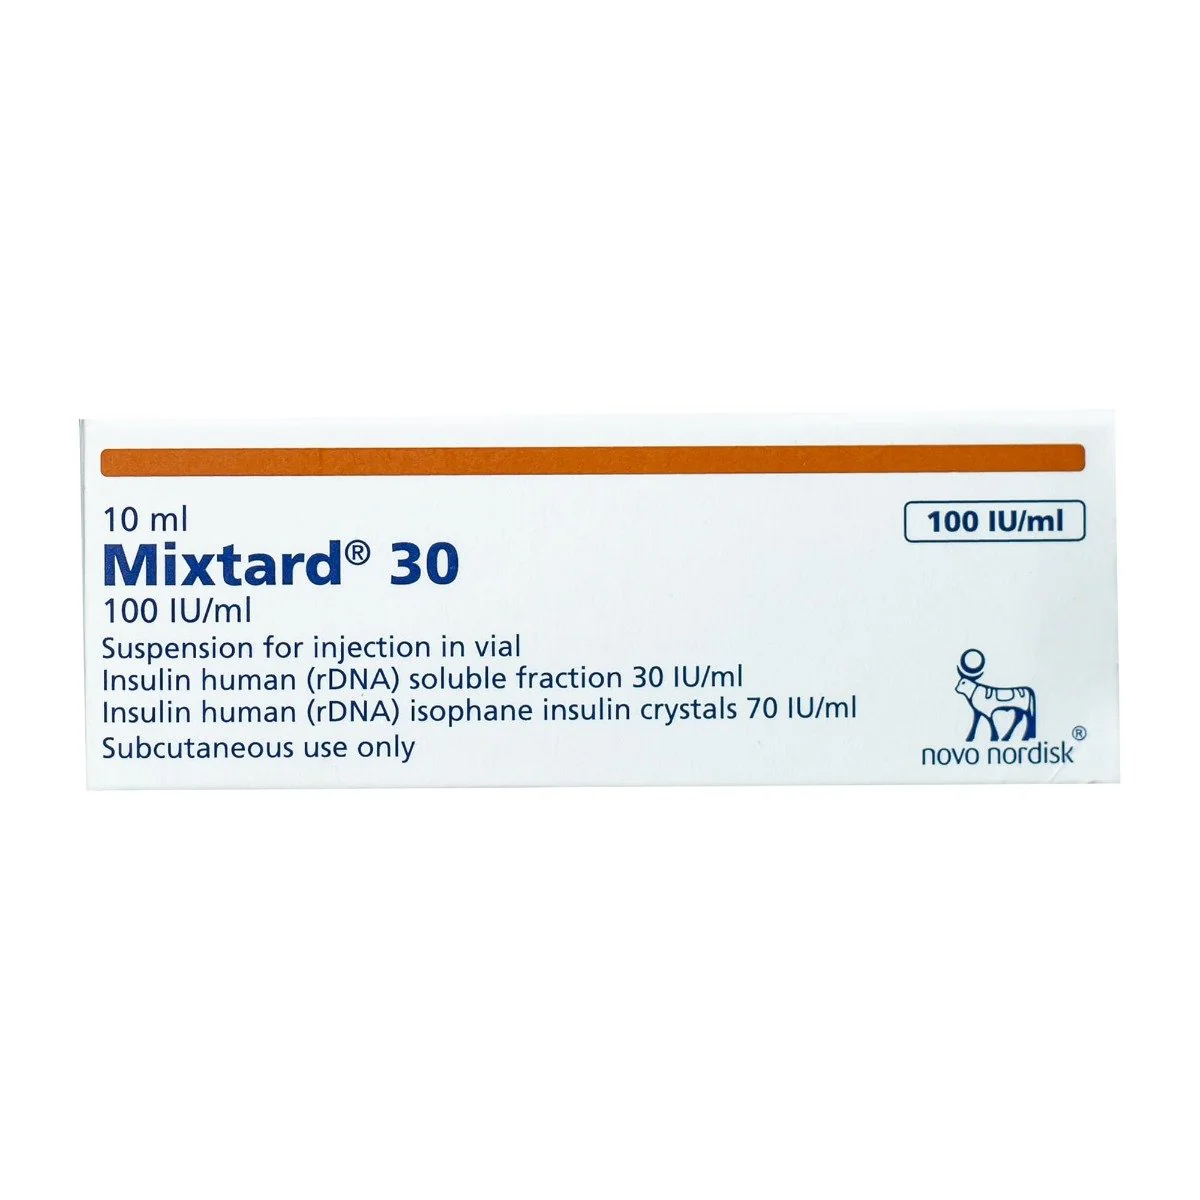 10 ml
Mixtard® 30
100 IU/ml
100 IU/ml
Suspension for injection in vial
Insulin human (rDNA) soluble fraction 30 IU/ml
Insulin human (rDNA) isophane insulin crystals 70 IU/ml
Subcutaneous use only
novo nordisk®